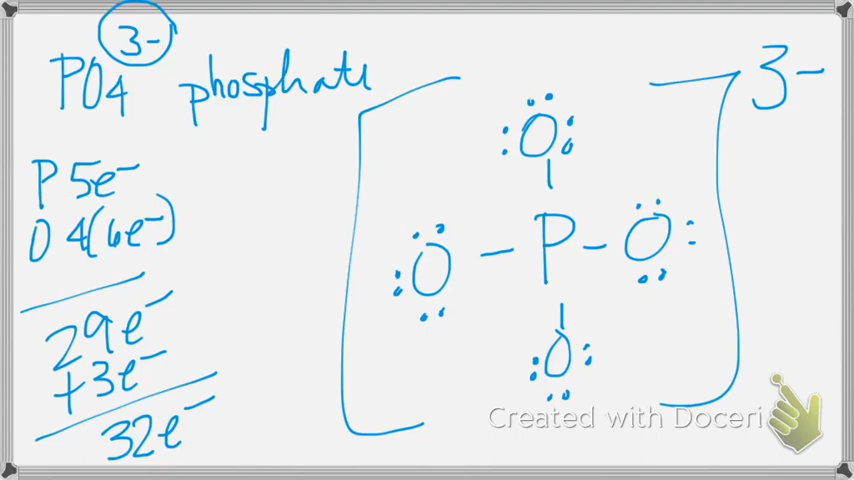 PO4 3- phosphate
P 5e-
O 4(6e-)
29e-
+3e-
32e-
3-
O
O - P - O
O
Created with Doceri